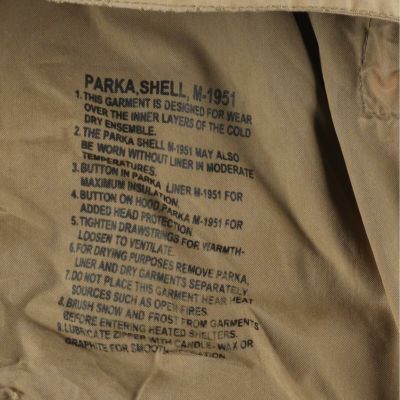 PARKA,SHELL, M-1951
1. THIS GARMENT IS DESIGNED FOR WEAR
OVER THE INNER LAYERS OF THE COLD
DRY ENSEMBLE.
2. THE PARKA SHELL M-1951 MAY ALSO
BE WORN WITHOUT LINER IN MODERATE
TEMPERATURES.
3. BUTTON IN PARKA LINER M-1951 FOR
MAXIMUM INSULATION.
4. BUTTON ON HOOD,PARKA M-1951 FOR
ADDED HEAD PROTECTION
5. TIGHTEN DRAWSTRINGS FOR WARMTH-
LOOSEN TO VENTILATE.
6. FOR DRYING PURPOSES REMOVE PARKA,
LINER AND DRY GARMENTS SEPARATELY
7. DO NOT PLACE THIS GARMENT NEAR HEAT
SOURCES SUCH AS OPEN FIRES
8. BRUSH SNOW AND FROST FROM GARMENTS
BEFORE ENTERING HEATED SHELTERS.
9. LUBRICATE ZIPPER WITH CANDLE- WAX OR
GRAPHITE FOR SMOOTH